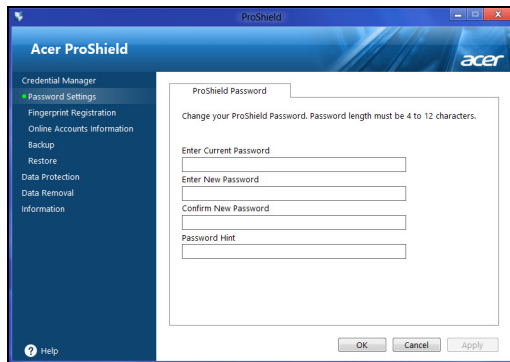 ProShield
Acer ProShield
acer
Credential Manager
Password Settings
Fingerprint Registration
Online Accounts Information
Backup
Restore
Data Protection
Data Removal
Information
Help
ProShield Password
Change your ProShield Password. Password length must be 4 to 12 characters.
Enter Current Password
Enter New Password
Confirm New Password
Password Hint
OK Cancel Apply